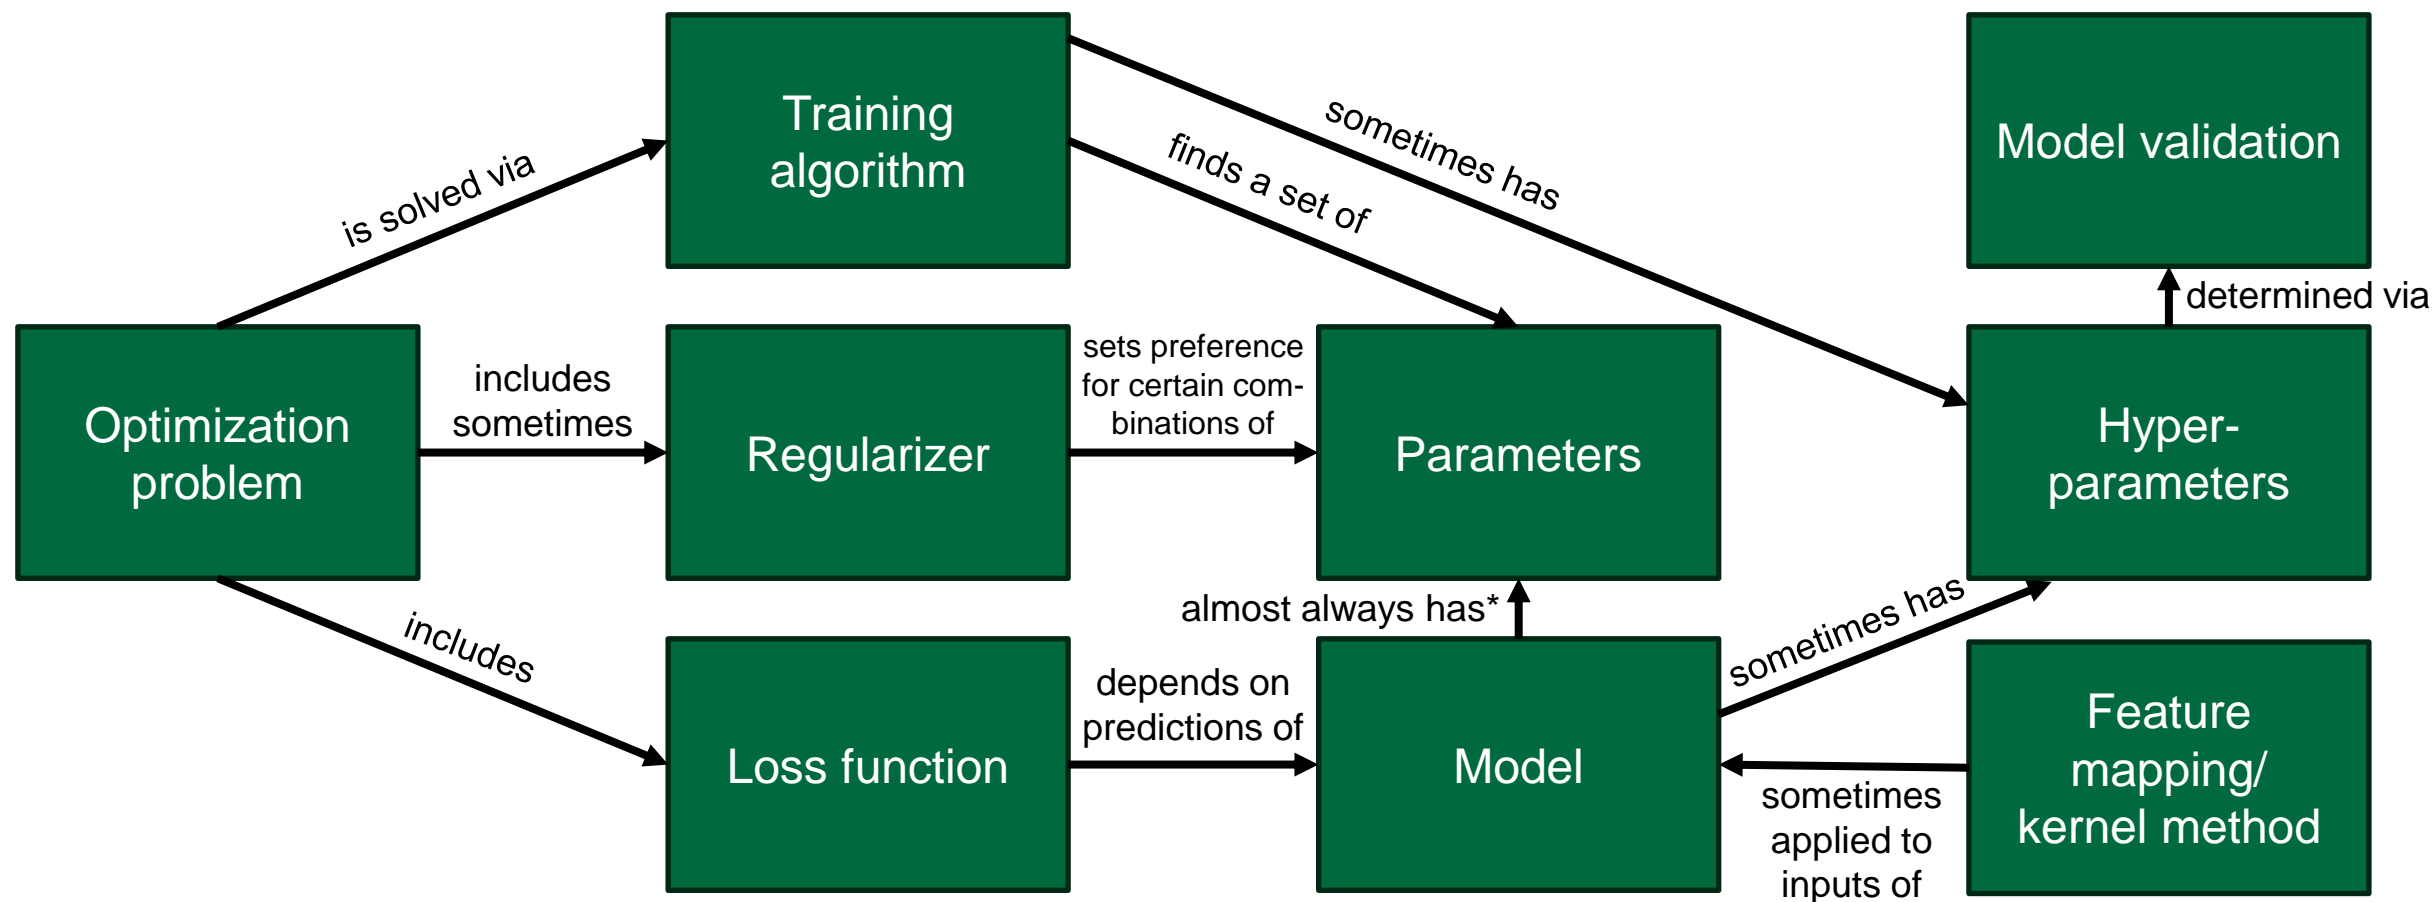 Training
algorithm
Model validation
sometimes has
finds a set of
is solved via
determined via
Optimization
problem
includes
sometimes
Regularizer
sets preference
for certain com-
binations of
Parameters
Hyper-
parameters
almost always has*
sometimes has
includes
Loss function
depends on
predictions of
Model
sometimes
applied to
inputs of
Feature
mapping/
kernel method